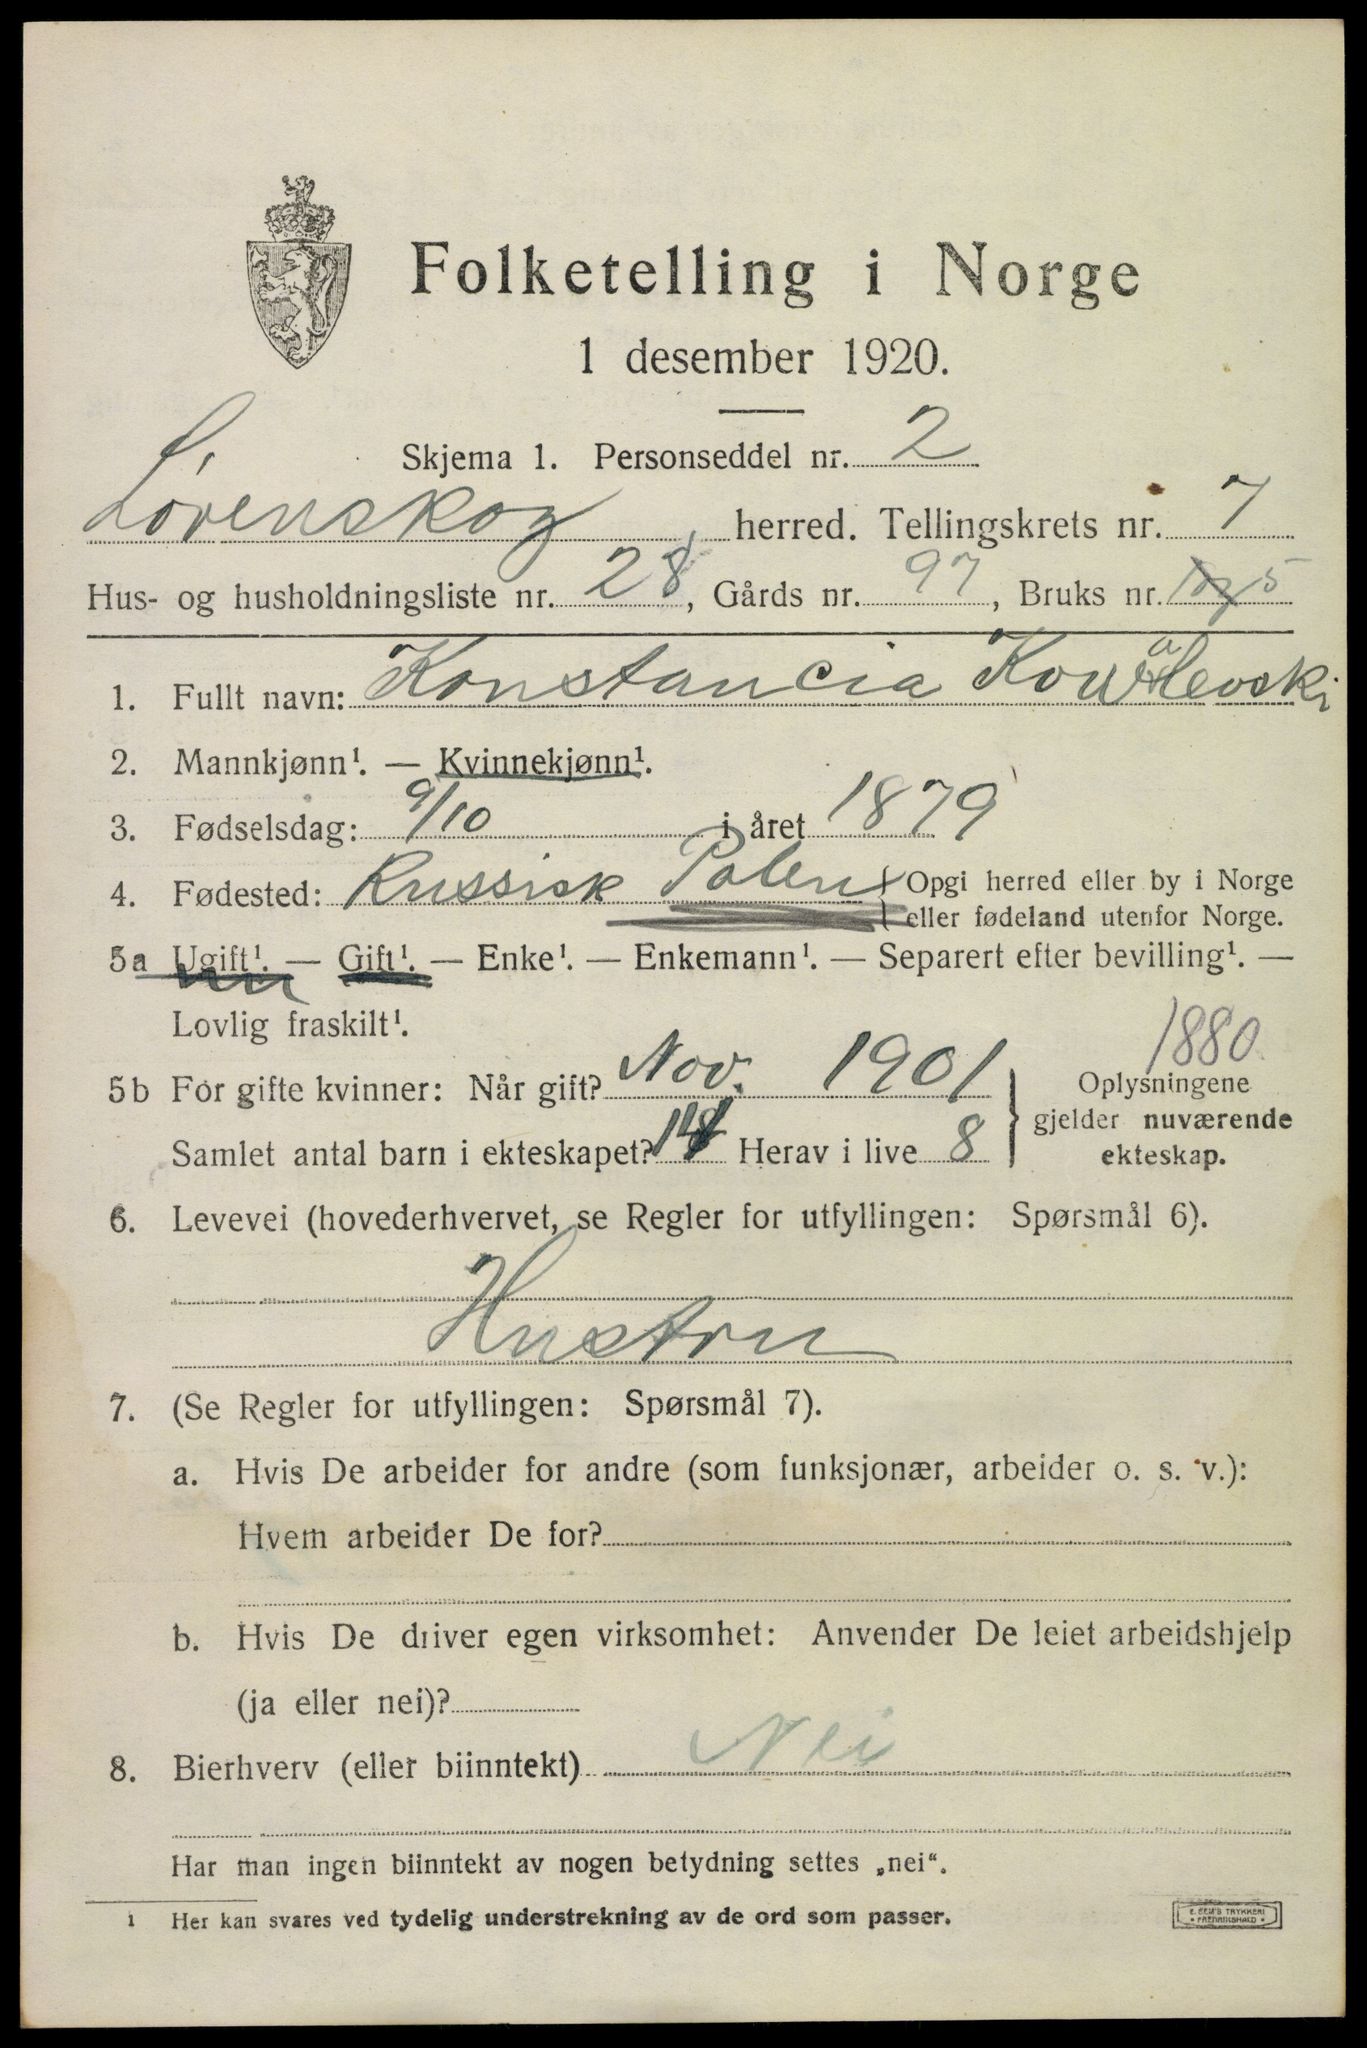 Folketelling i Norge
1 desember 1920.
Skjema 1. Personseddel nr. 2
Lørenskog, herred. Tellingskrets nr. 7
Hus- og husholdningsliste nr. 28, Gårds nr. 97, Bruks nr. 5
1. Fullt navn: Konstancia Kowalevski
2. Mannkjønn¹. — Kvinnekjønn¹.
3. Fødselsdag: 9/10 i året 1879
4. Fødested: Russisk Polen { Opgi herred eller by i Norge
eller fødeland utenfor Norge.
5a Ugift¹. — Gift¹. — Enke¹. — Enkemann¹. — Separert efter bevilling¹. —
Lovlig fraskilt¹.
1880
5b For gifte kvinner: Når gift? Nov. 1901 } Oplysningene
gjelder nuværende
Samlet antal barn i ekteskapet? Herav i live 8 ekteskap.
6. Levevei (hovederhvervet, se Regler for utfyllingen: Spørsmål 6).
Hustru
7. (Se Regler for utfyllingen: Spørsmål 7).
a. Hvis De arbeider for andre (som funksjonær, arbeider o. s. v.):
Hvem arbeider De for?
b. Hvis De driver egen virksomhet: Anvender De leiet arbeidshjelp
(ja eller nei)?
8. Bierhverv (eller biinntekt) Nei
Har man ingen biinntekt av nogen betydning settes „nei“.
1 Her kan svares ved tydelig understrekning av de ord som passer.
E. SEM'S TRYKKERI
• FREDRIKSHALD •